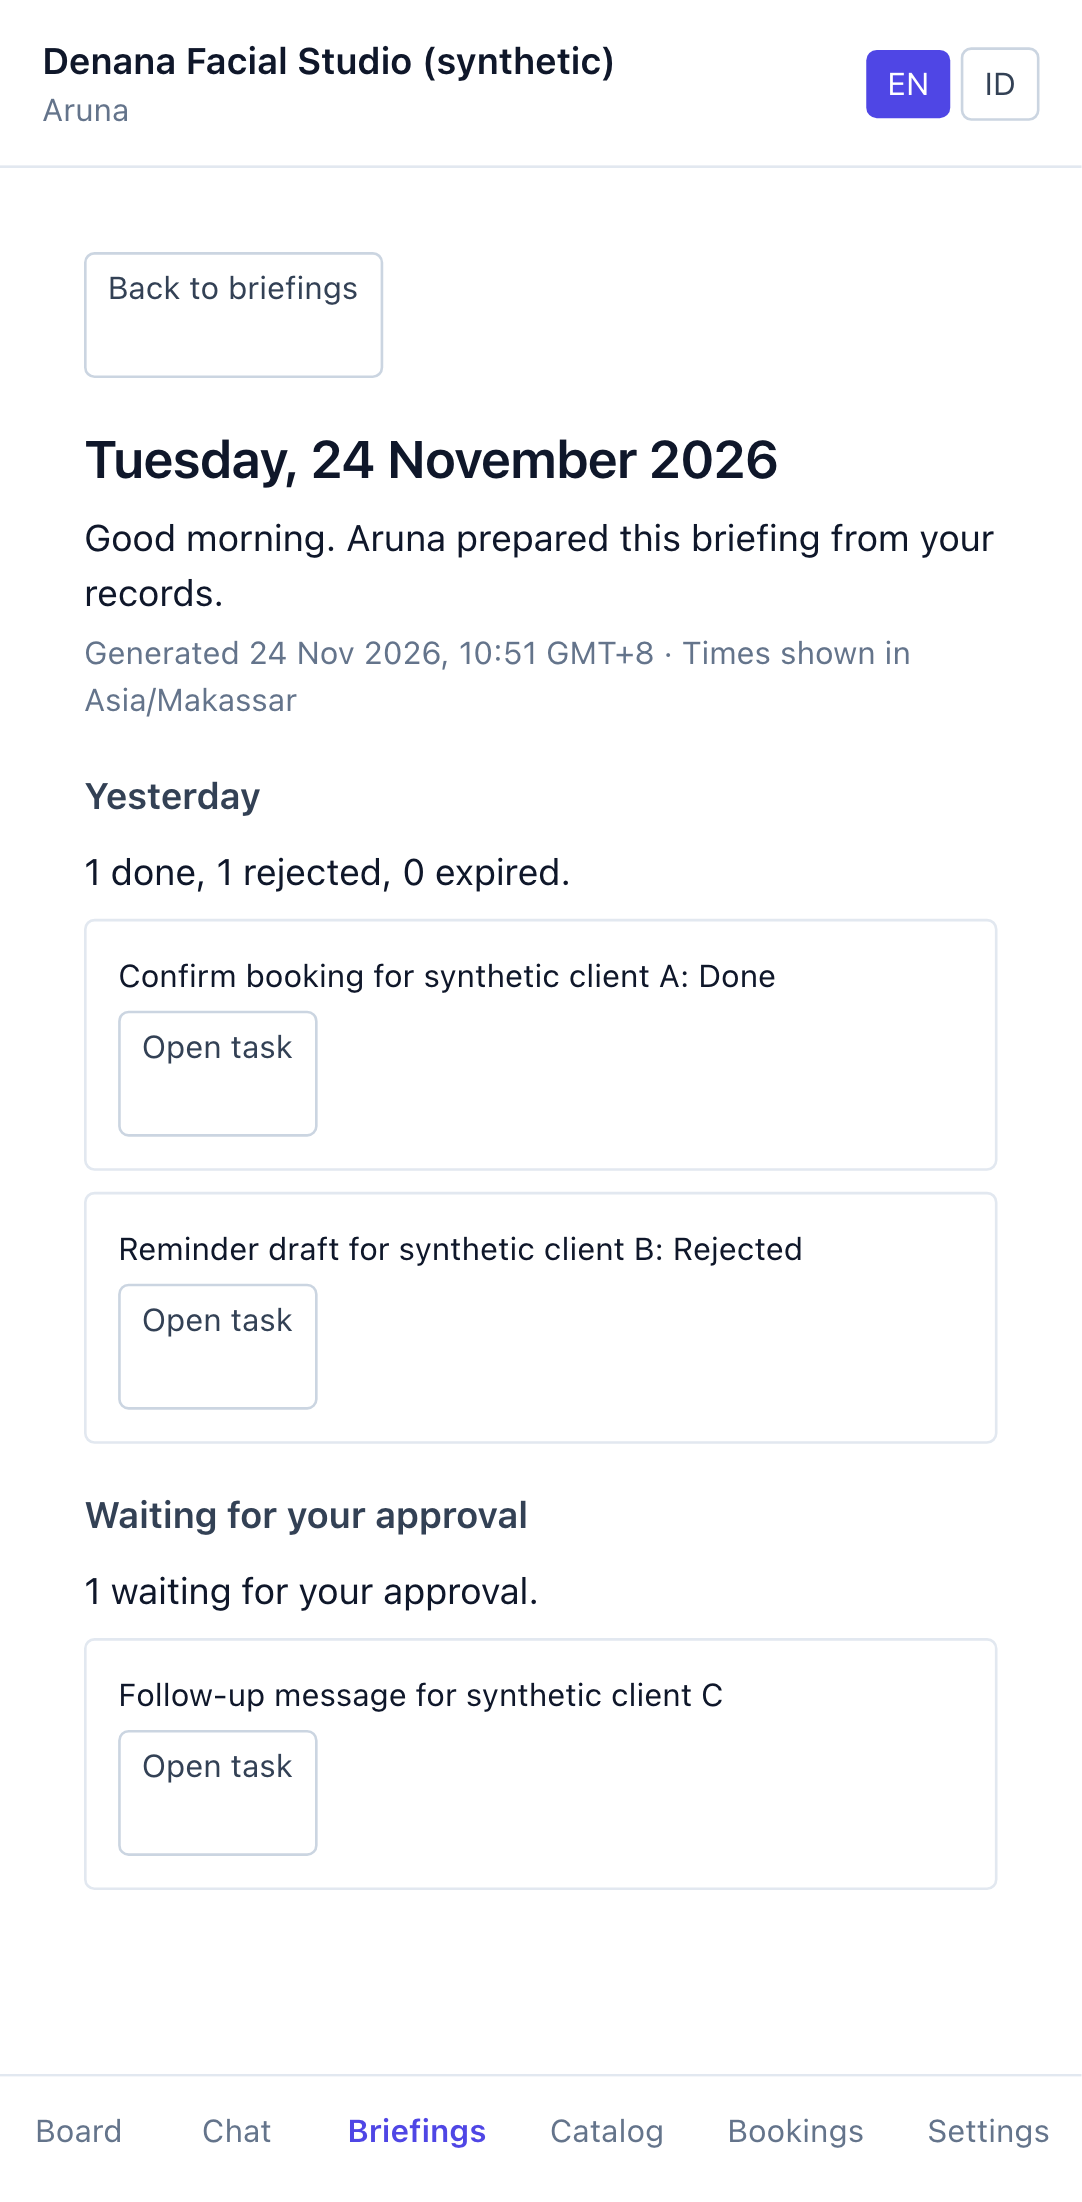 Denana Facial Studio (synthetic)
Aruna
EN
ID
Back to briefings
Tuesday, 24 November 2026
Good morning. Aruna prepared this briefing from your
records.
Generated 24 Nov 2026, 10:51 GMT+8 · Times shown in
Asia/Makassar
Yesterday
1 done, 1 rejected, 0 expired.
Confirm booking for synthetic client A: Done
Open task
Reminder draft for synthetic client B: Rejected
Open task
Waiting for your approval
1 waiting for your approval.
Follow-up message for synthetic client C
Open task
Board
Chat
Briefings
Catalog
Bookings
Settings